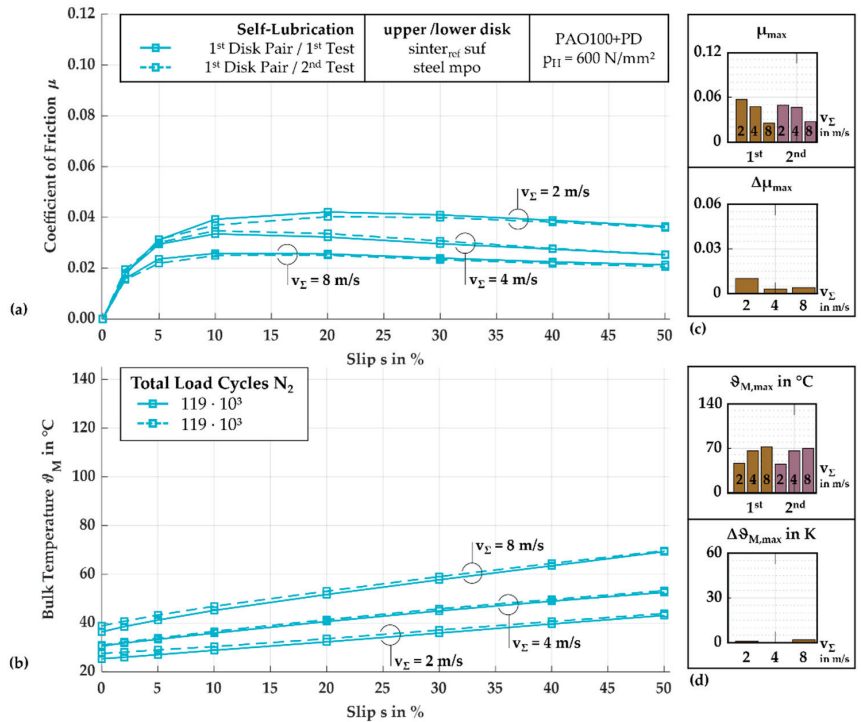 (a)
Self-Lubrication
1st Disk Pair / 1st Test
1st Disk Pair / 2nd Test
upper /lower disk
sinterref suf
steel mpo
PAO100+PD
pH = 600 N/mm²
Coefficient of Friction μ
0.12
0.10
0.08
0.06
0.04
0.02
0.00
vΣ = 2 m/s
vΣ = 8 m/s
vΣ = 4 m/s
0 5 10 15 20 25 30 35 40 45 50
Slip s in %
(c)
μmax
0.12
0.06
0
2 4 8 2 4 8
vΣ
in m/s
1st 2nd
Δμmax
0.06
0.03
0
2 4 8
vΣ
in m/s
(b)
Total Load Cycles N2
119 · 10³
119 · 10³
Bulk Temperature ϑM in °C
140
120
100
80
60
40
20
vΣ = 8 m/s
vΣ = 2 m/s
vΣ = 4 m/s
0 5 10 15 20 25 30 35 40 45 50
Slip s in %
(d)
ϑM,max in °C
140
70
0
2 4 8 2 4 8
vΣ
in m/s
1st 2nd
ΔϑM,max in K
60
30
0
2 4 8
vΣ
in m/s